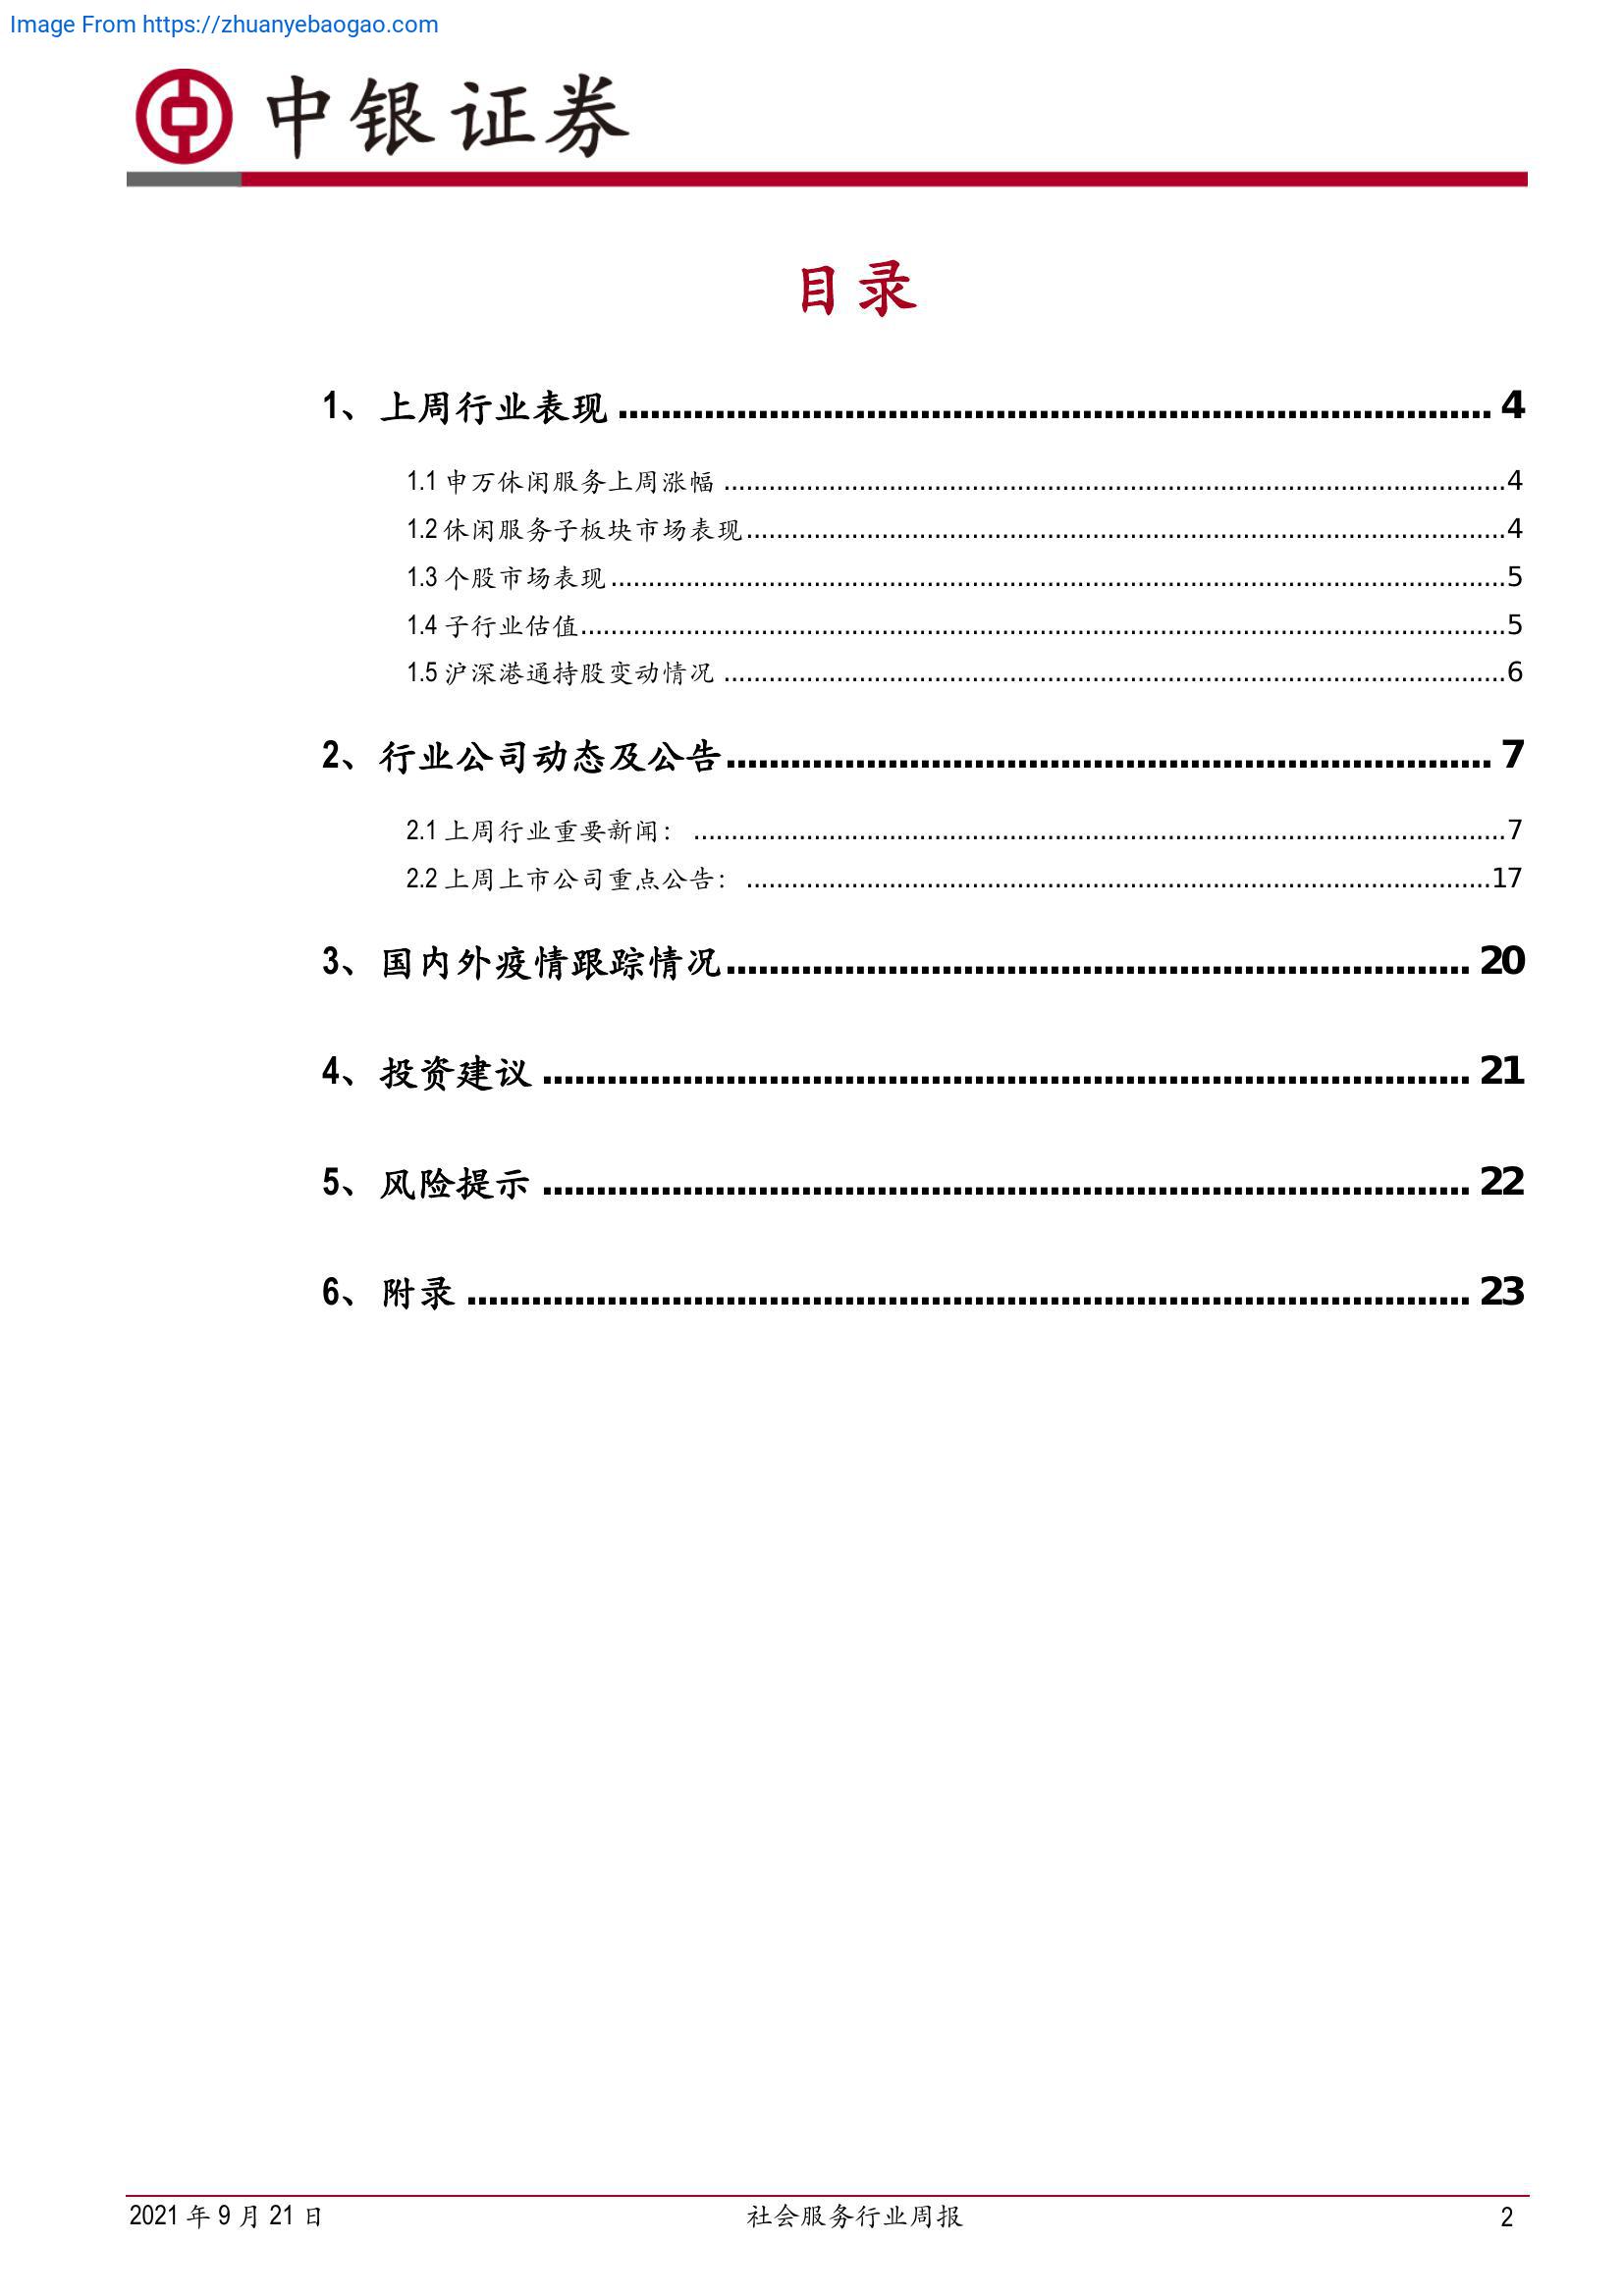 Image From https://zhuanyebaogao.com
中银证券
目录
1、上周行业表现 ........ 4
1.1 申万休闲服务上周涨幅 ........ 4
1.2 休闲服务子板块市场表现 ........ 4
1.3 个股市场表现 ........ 5
1.4 子行业估值 ........ 5
1.5 沪深港通持股变动情况 ........ 6
2、行业公司动态及公告 ........ 7
2.1 上周行业重要新闻： ........ 7
2.2 上周上市公司重点公告： ........ 17
3、国内外疫情跟踪情况 ........ 20
4、投资建议 ........ 21
5、风险提示 ........ 22
6、附录 ........ 23
2021 年 9 月 21 日 社会服务行业周报 2